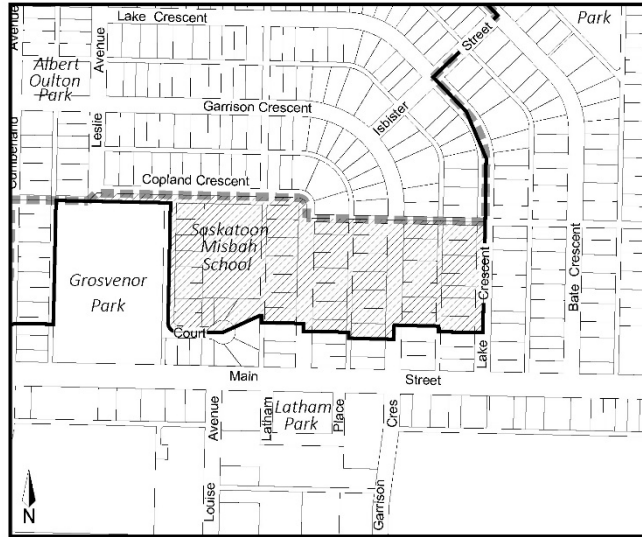 Lake Crescent
Street
Park
Avenue
Avenue
Albert
Oulton
Park
Garrison Crescent
Isbister
Leslie
Cumberland
Copland Crescent
Saskatoon
Misbah
School
Grosvenor
Park
Crescent
Bate Crescent
Court
Lake
Main
Street
Avenue
Latham
Latham
Park
Place
Cres
Louise
Garrison
N